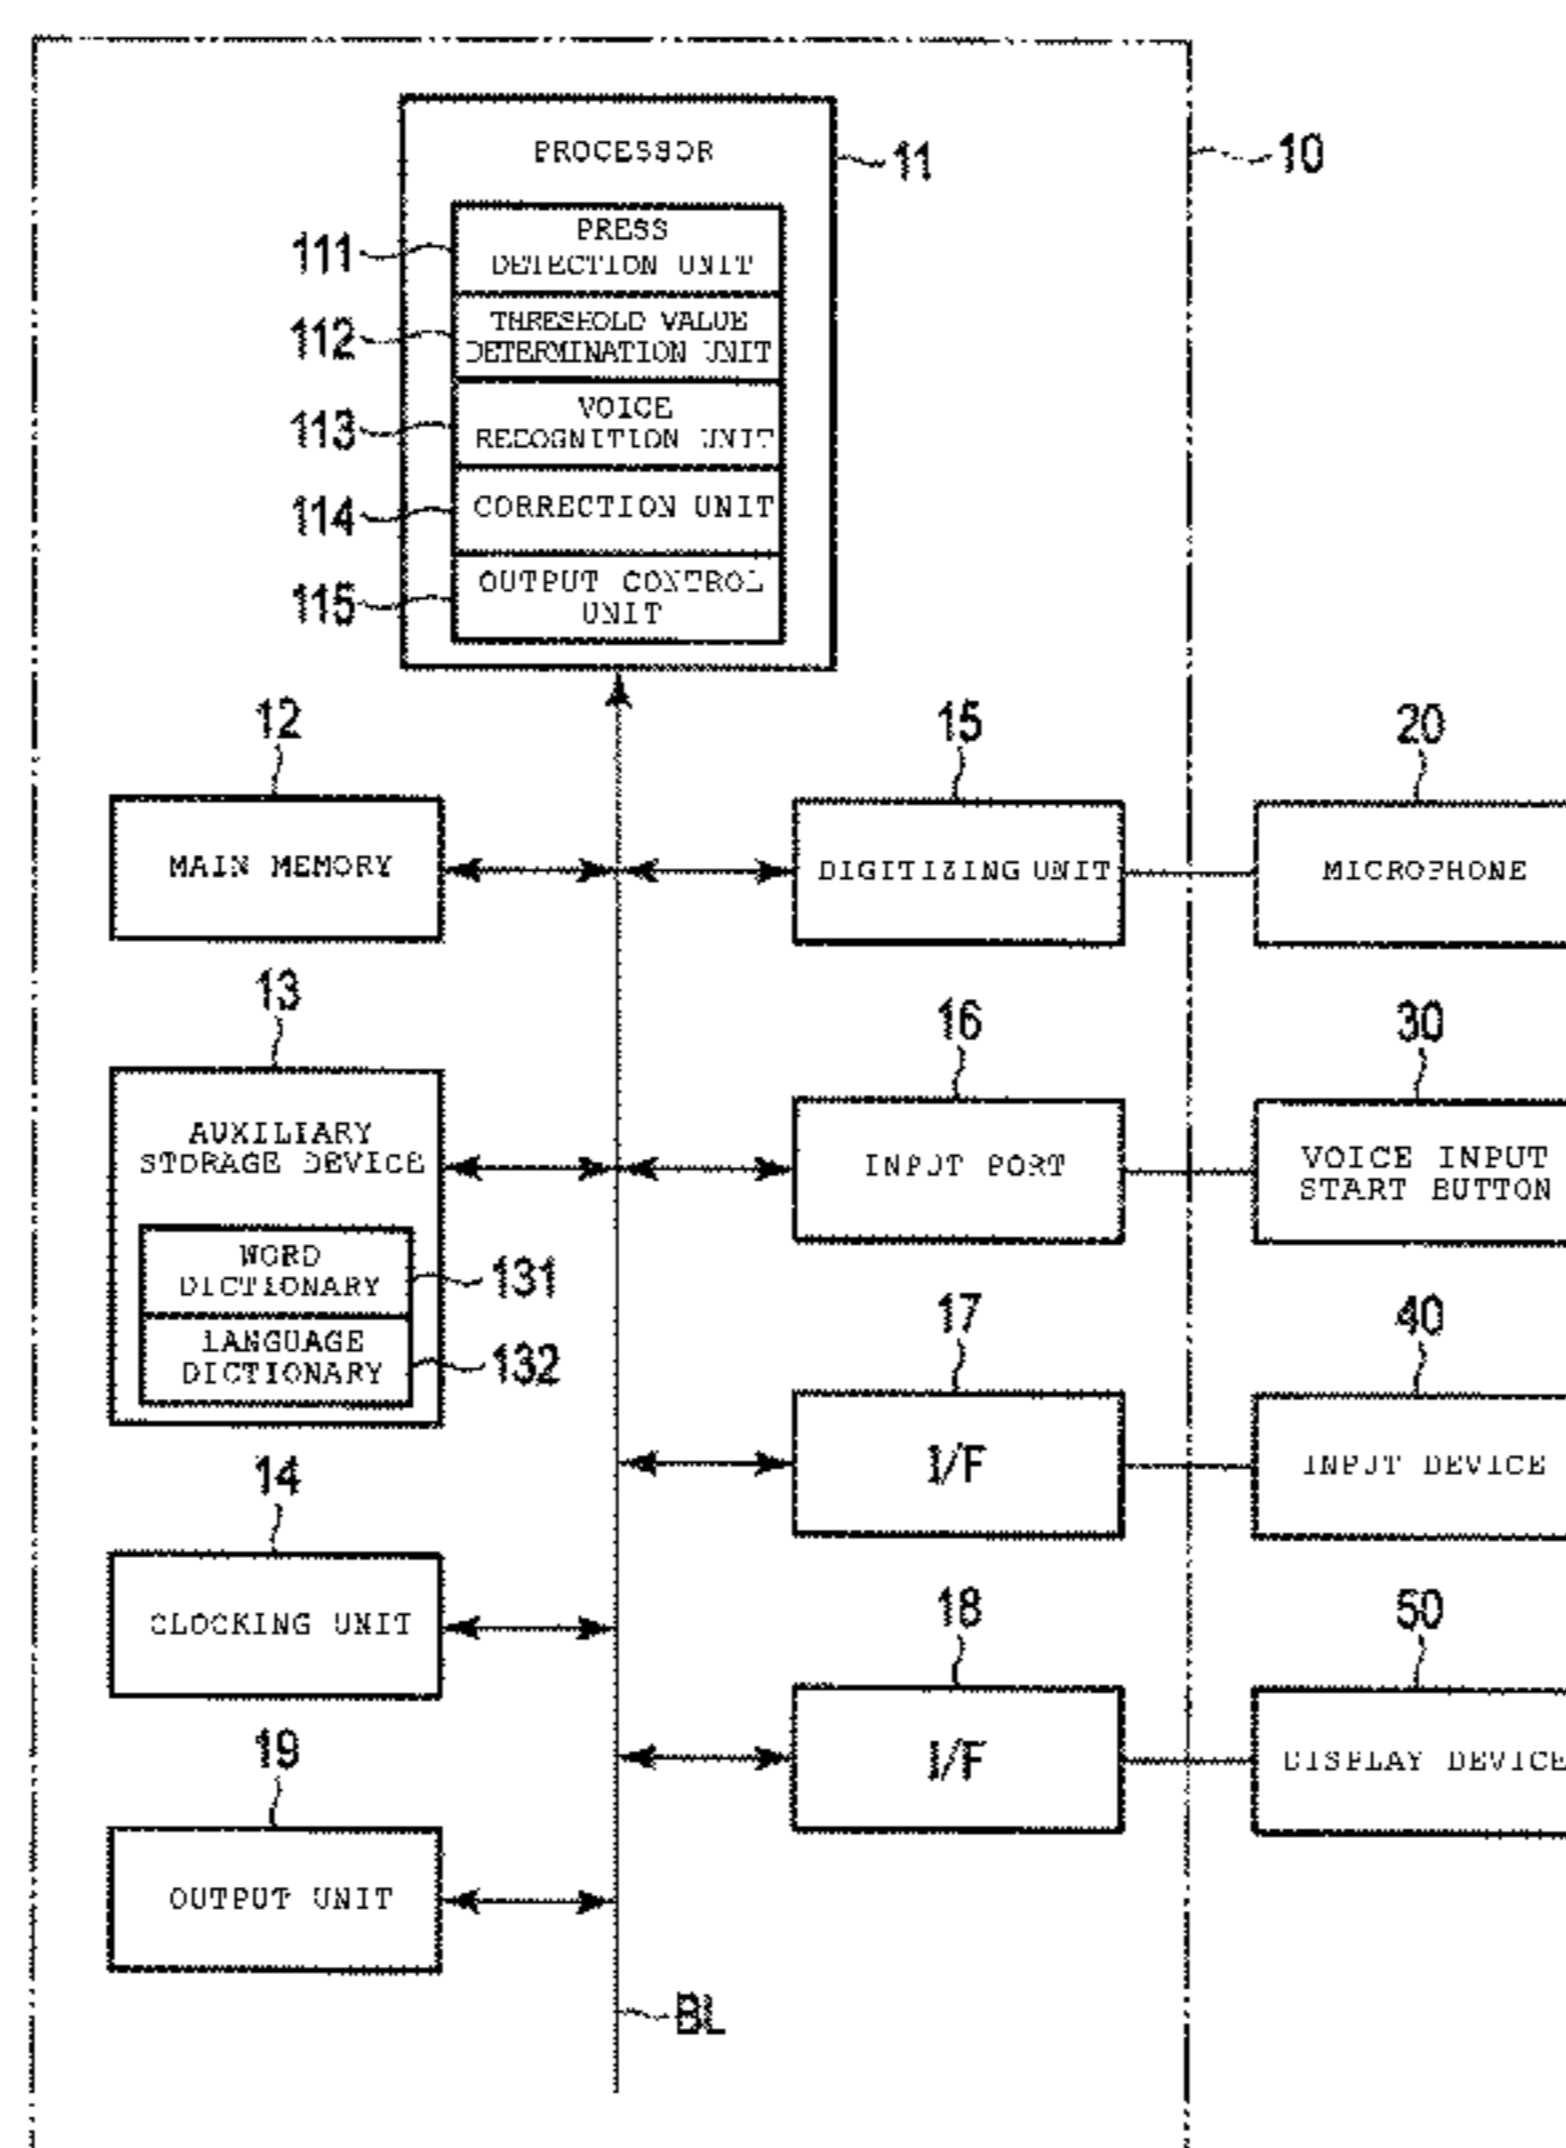 PROCESSOR
11
10
111
PRESS
DETECTION UNIT
112
THRESHOLD VALUE
DETERMINATION UNIT
113
VOICE
RECOGNITION UNIT
114
CORRECTION UNIT
115
OUTPUT CONTROL
UNIT
12
MAIN MEMORY
15
DIGITIZING UNIT
20
MICROPHONE
13
AUXILIARY
STORAGE DEVICE
WORD
DICTIONARY
131
LANGUAGE
DICTIONARY
132
16
INPUT PORT
30
VOICE INPUT
START BUTTON
17
I/F
40
INPUT DEVICE
14
CLOCKING UNIT
18
I/F
50
DISPLAY DEVICE
19
OUTPUT UNIT
BL